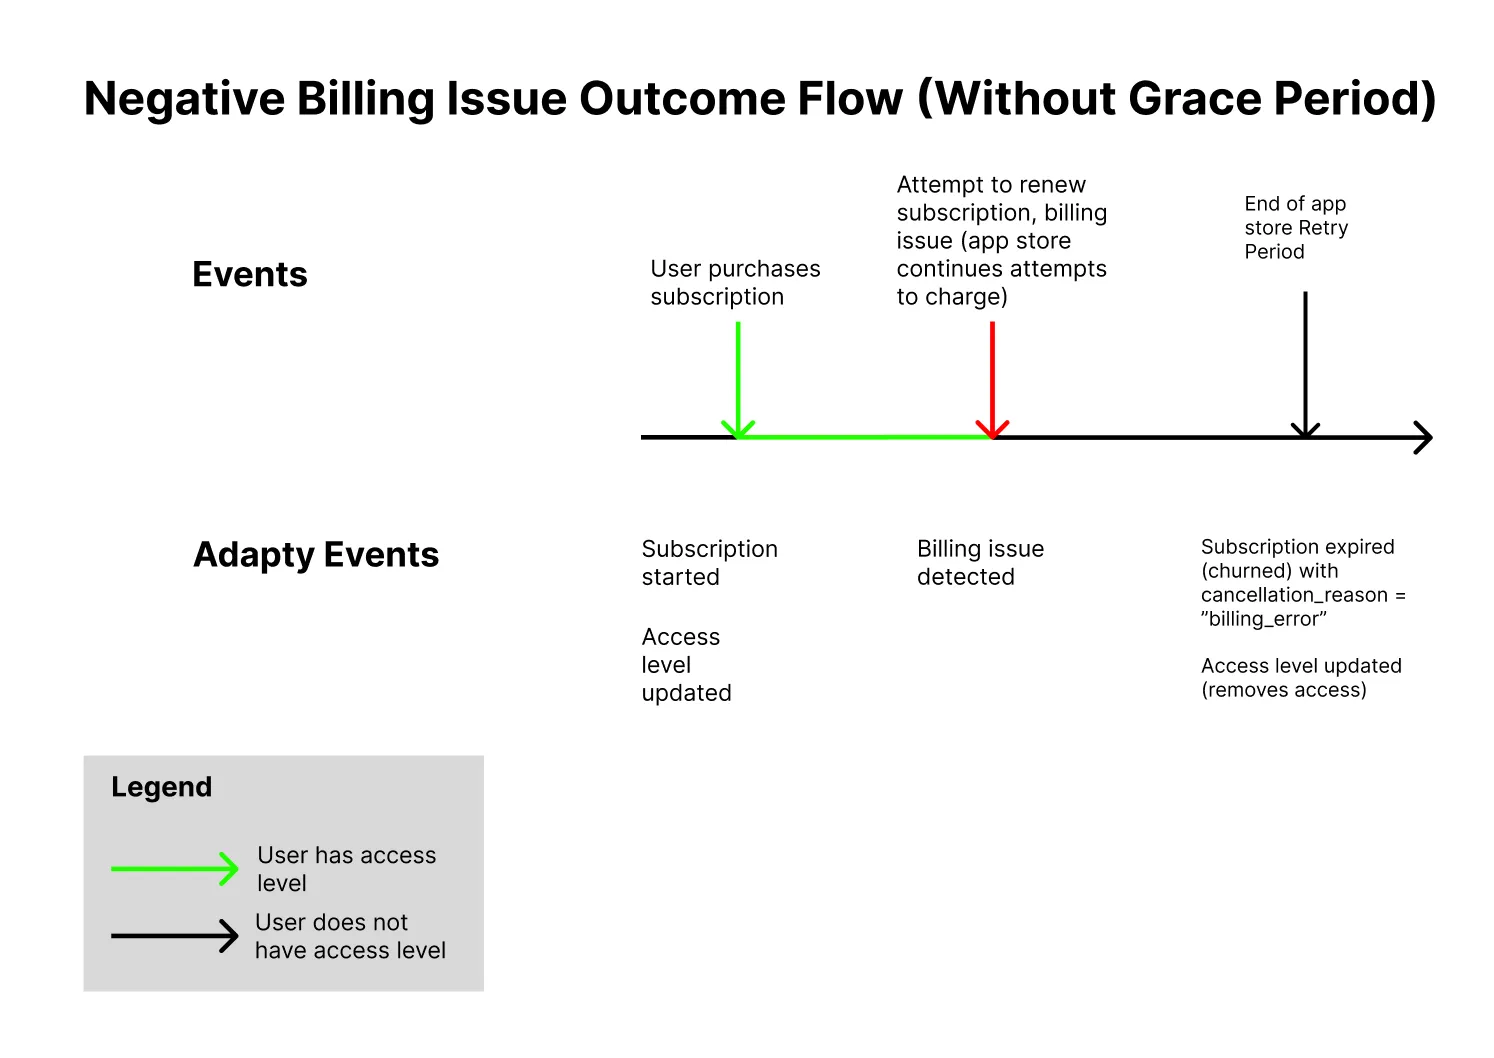 Negative Billing Issue Outcome Flow (Without Grace Period)
Events
User purchases
subscription
Attempt to renew
subscription, billing
issue (app store
continues attempts
to charge)
End of app
store Retry
Period
Adapty Events
Subscription
started
Access
level
updated
Billing issue
detected
Subscription expired
(churned) with
cancellation_reason =
”billing_error”
Access level updated
(removes access)
Legend
User has access
level
User does not
have access level